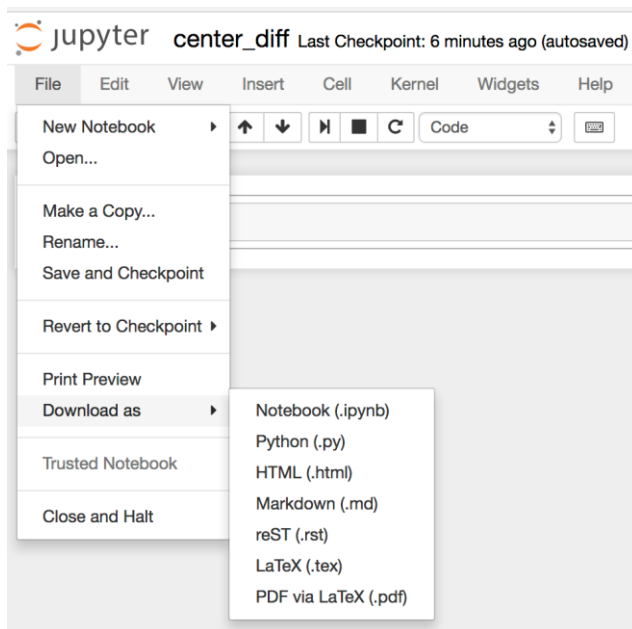 jupyter center_diff Last Checkpoint: 6 minutes ago (autosaved)
File Edit View Insert Cell Kernel Widgets Help
Code
New Notebook
Open...
Make a Copy...
Rename...
Save and Checkpoint
Revert to Checkpoint
Print Preview
Download as
Trusted Notebook
Close and Halt
Notebook (.ipynb)
Python (.py)
HTML (.html)
Markdown (.md)
reST (.rst)
LaTeX (.tex)
PDF via LaTeX (.pdf)